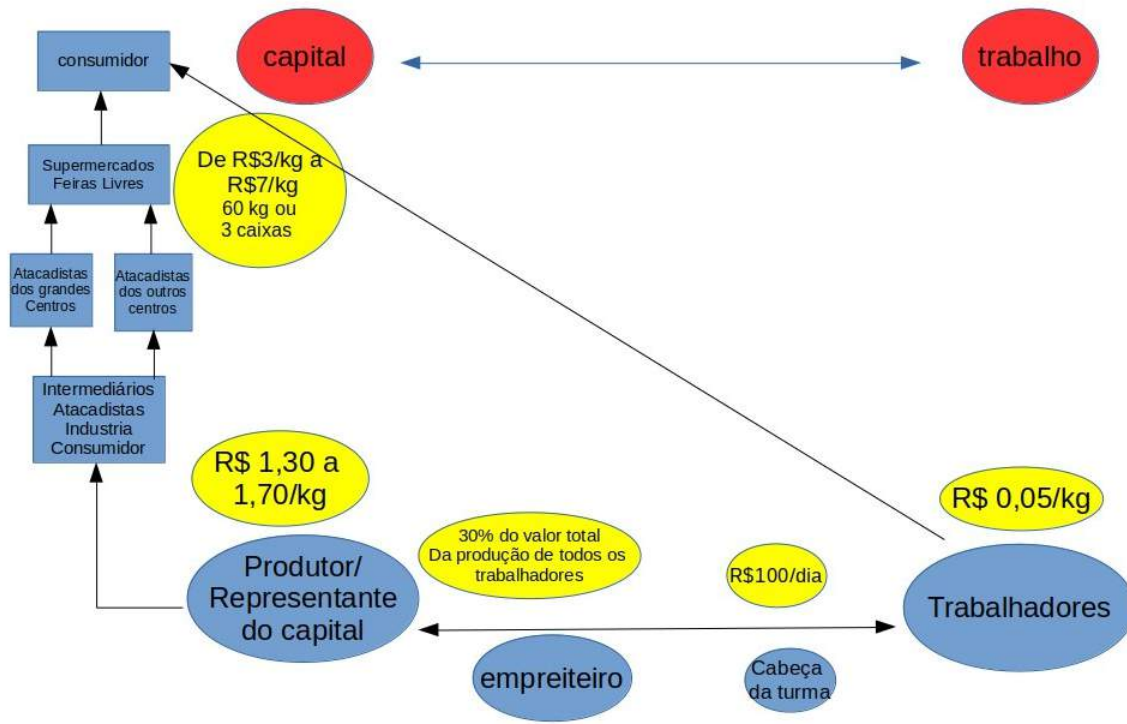 capital
trabalho
consumidor
De R$3/kg a
R$7/kg
60 kg ou
3 caixas
Supermercados
Feiras Livres
Atacadistas
dos grandes
Centros
Atacadistas
dos outros
centros
Intermediários
Atacadistas
Industria
Consumidor
R$ 1,30 a
1,70/kg
R$ 0,05/kg
30% do valor total
Da produção de todos os
trabalhadores
R$100/dia
Produtor/
Representante
do capital
Trabalhadores
empreiteiro
Cabeça
da turma